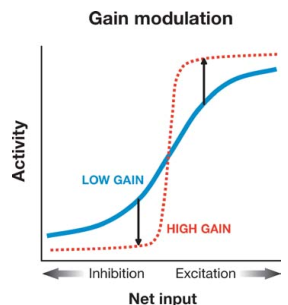 Gain modulation
Activity
LOW GAIN
HIGH GAIN
Inhibition Excitation
Net input